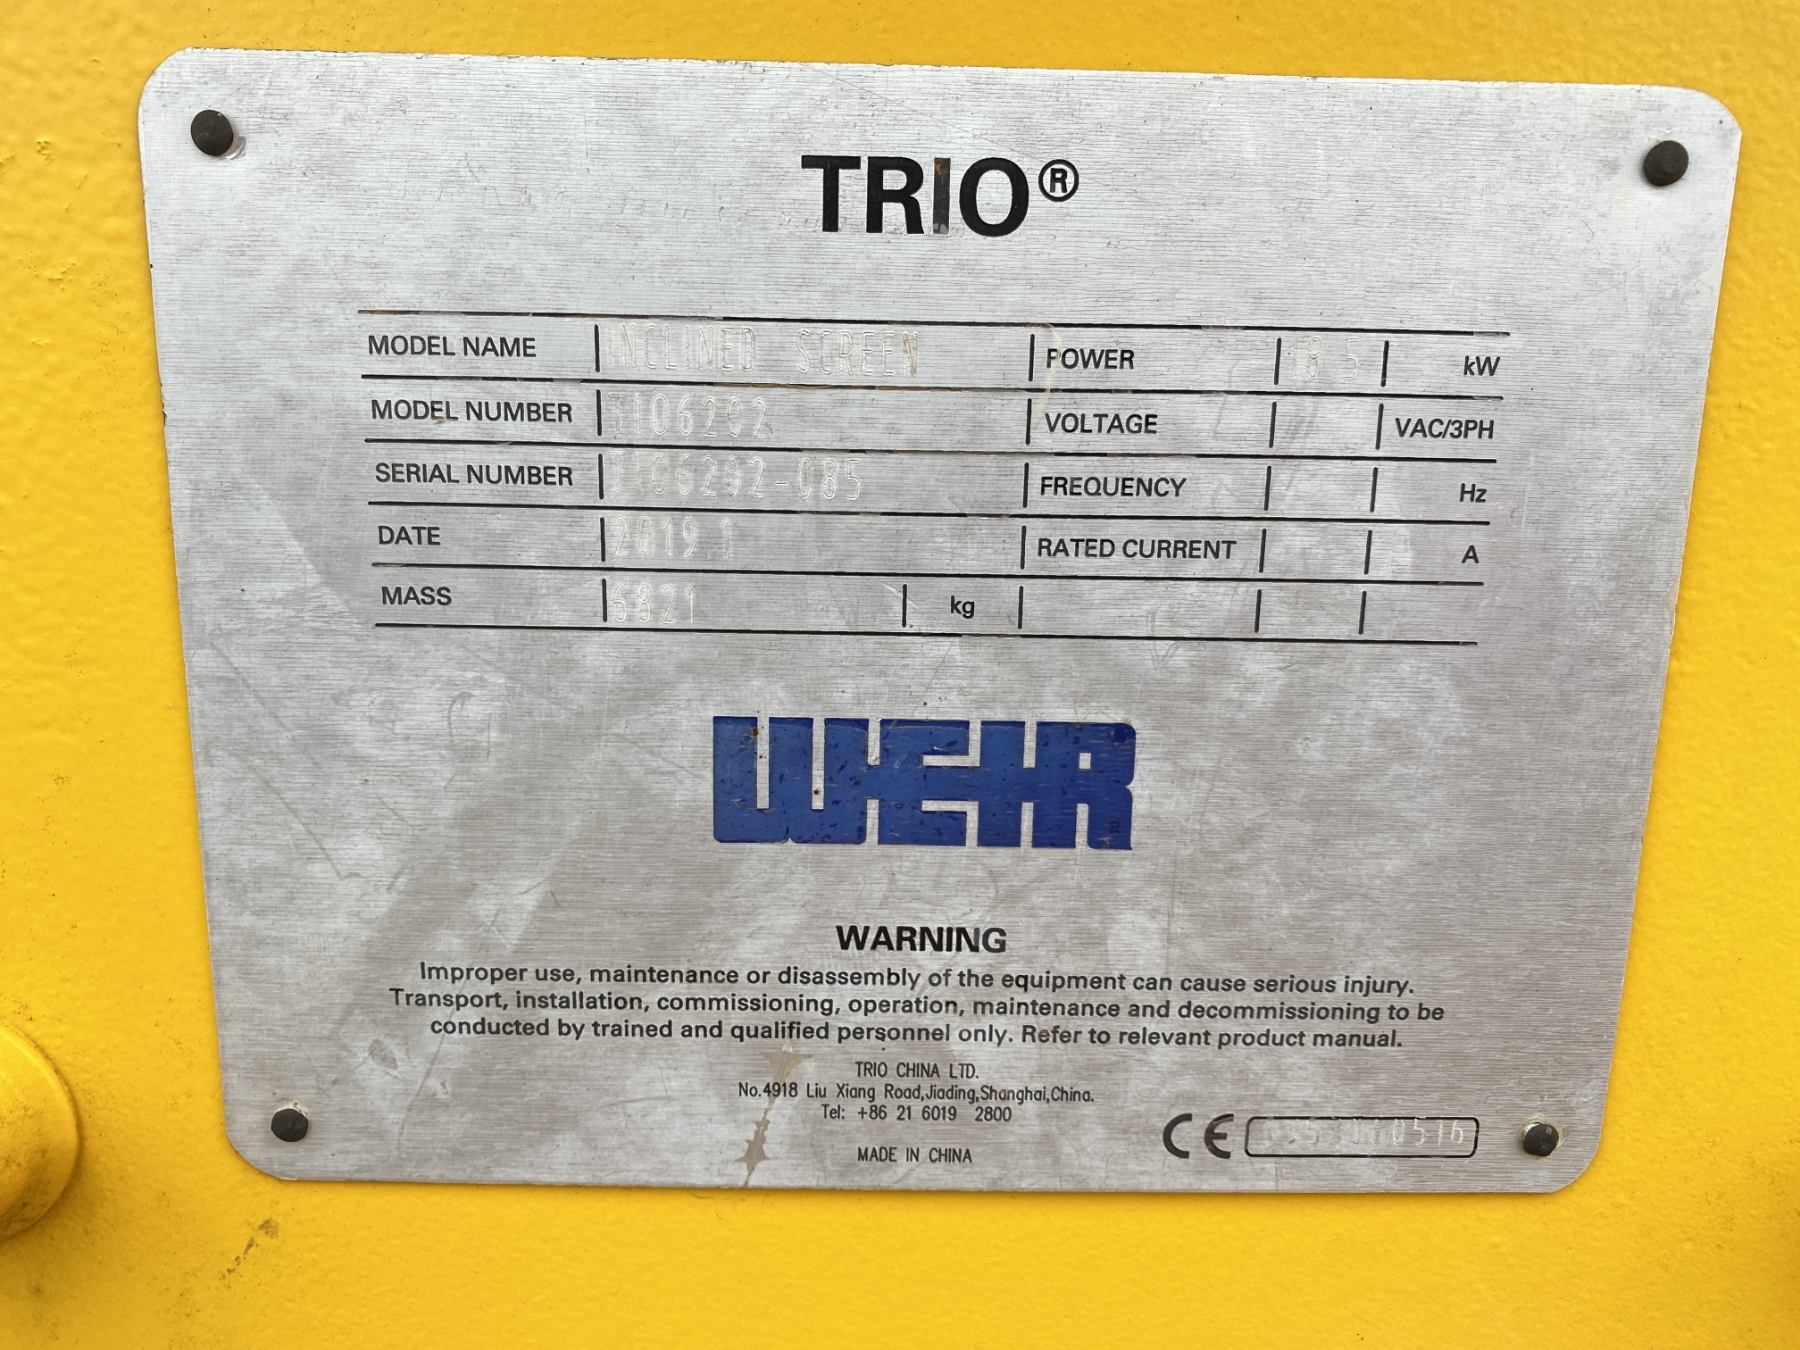 TRIO®
MODEL NAME INCLINED SCREEN POWER 18.5 kW
MODEL NUMBER TIO6202 VOLTAGE VAC/3PH
SERIAL NUMBER TIO6202-085 FREQUENCY Hz
DATE 2019.1 RATED CURRENT A
MASS 6821 kg
WEIR
WARNING
Improper use, maintenance or disassembly of the equipment can cause serious injury.
Transport, installation, commissioning, operation, maintenance and decommissioning to be
conducted by trained and qualified personnel only. Refer to relevant product manual.
TRIO CHINA LTD.
No.4918 Liu Xiang Road,Jiading,Shanghai,China.
Tel: +86 21 6019 2800
MADE IN CHINA
CE